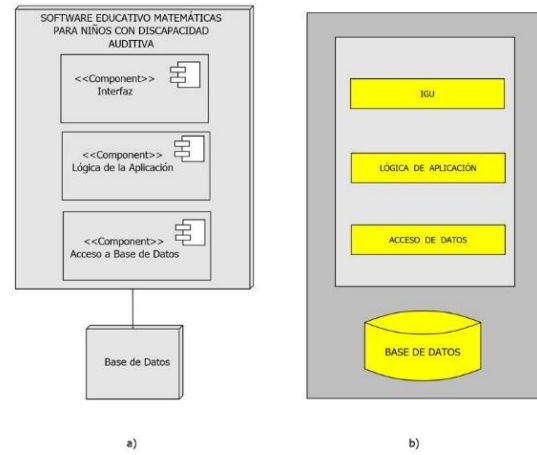 SOFTWARE EDUCATIVO MATEMÁTICAS
PARA NIÑOS CON DISCAPACIDAD
AUDITIVA
<<Component>>
Interfaz
<<Component>>
Lógica de la Aplicación
<<Component>>
Acceso a Base de Datos
Base de Datos
a)
IGU
LÓGICA DE APLICACIÓN
ACCESO DE DATOS
BASE DE DATOS
b)